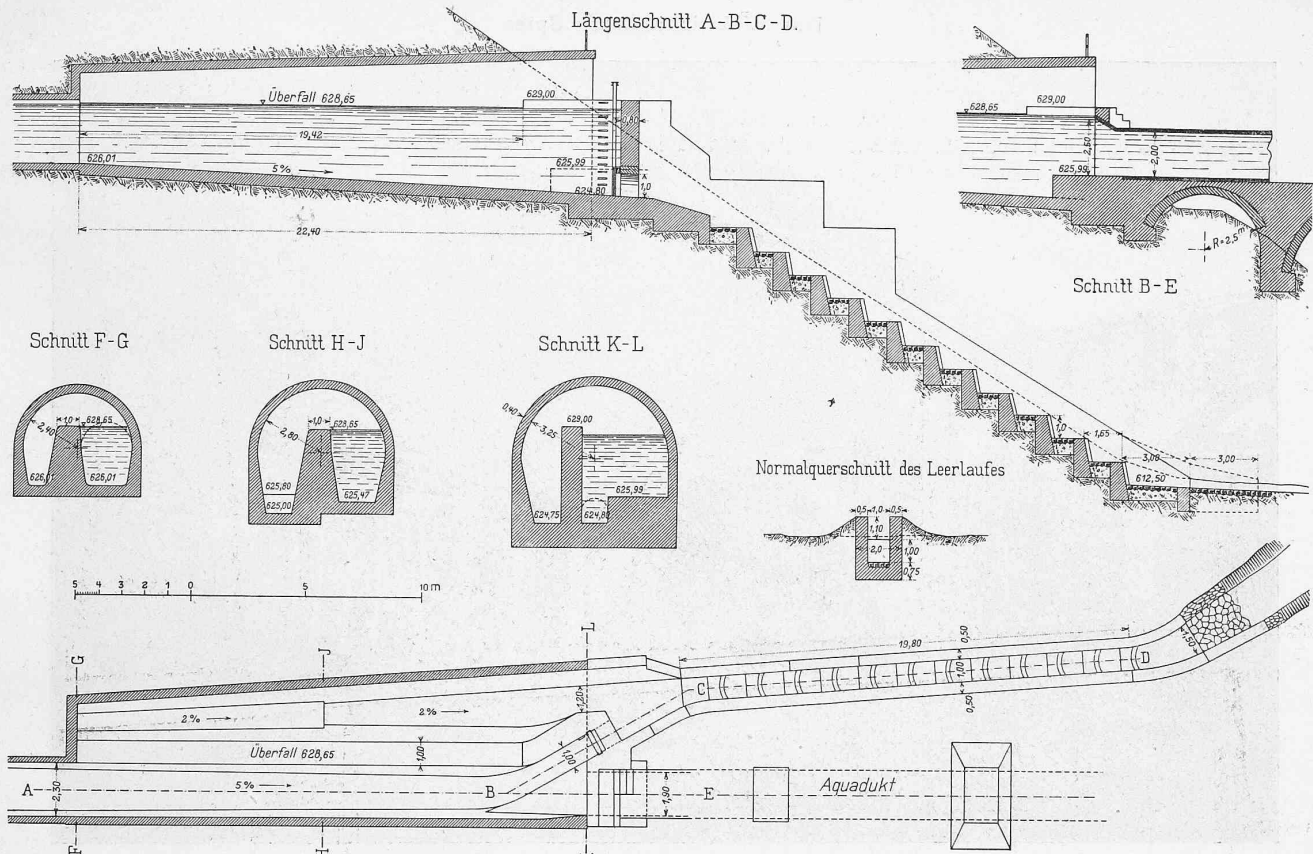 Längenschnitt A-B-C-D.
Überfall 628,65
629,00
0,80
19,42
626,01
5%
625,99
624,80
1,0
22,40
628,65
629,00
2,60
2,00
625,99
R=2,5m
Schnitt B-E
Schnitt F-G
1,0
628,65
2,40
626,01
626,01
Schnitt H-J
1,0
628,65
2,80
625,80
625,00
625,47
Schnitt K-L
0,40
3,25
629,00
625,99
624,75
624,80
1,0
1,65
3,00
3,00
612,50
Normalquerschnitt des Leerlaufes
0,5
1,0
0,5
1,10
2,0
1,00
0,75
5 4 3 2 1 0 5 10 m
G
J
L
2%
2%
1,20
Überfall 628,65
1,00
1,00
A
2,30
5%
B
C
19,80
0,50
1,00
0,50
D
1,50
1,90
E
Aquadukt
F
H